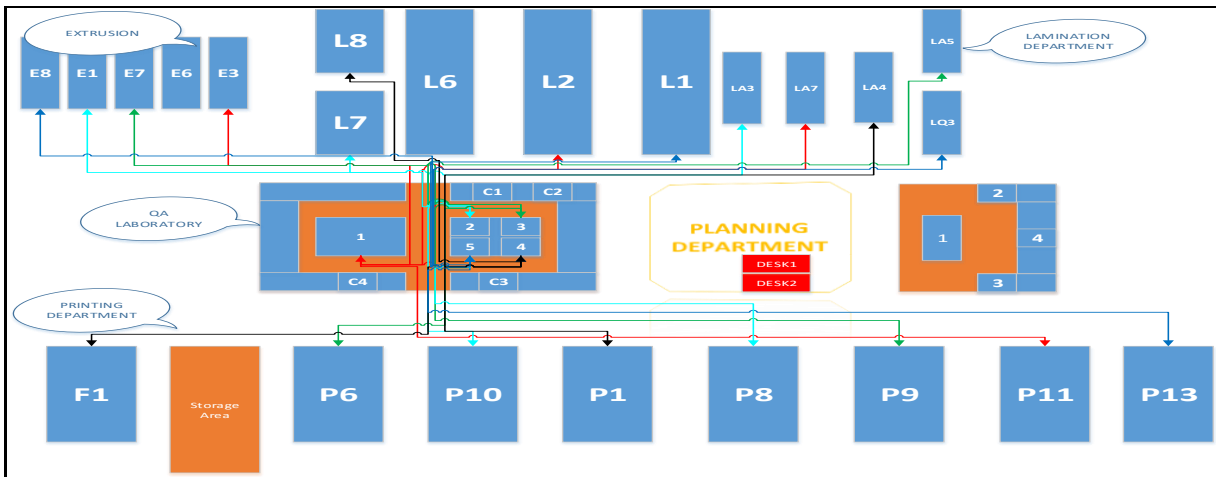 EXTRUSION
LAMINATION
DEPARTMENT
E8
E1
E7
E6
E3
L8
L7
L6
L2
L1
LA3
LA7
LA4
LA5
LQ3
QA
LABORATORY
1
C1
C2
2
3
5
4
C4
C3
PLANNING
DEPARTMENT
DESK1
DESK2
1
2
4
3
PRINTING
DEPARTMENT
F1
Storage
Area
P6
P10
P1
P8
P9
P11
P13